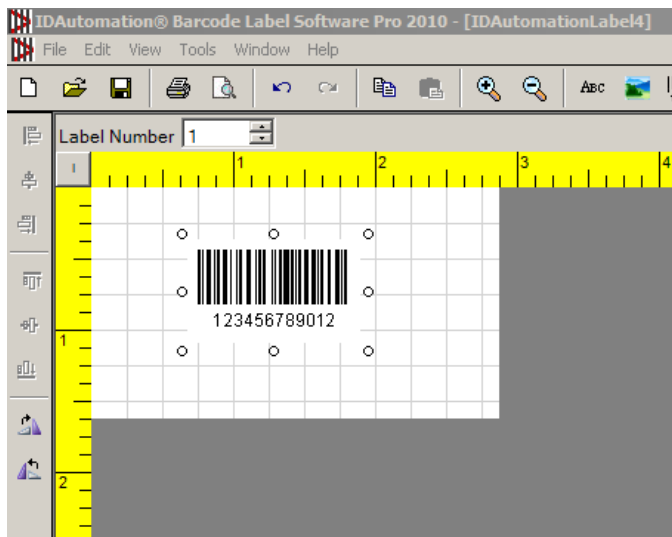 IDAutomation® Barcode Label Software Pro 2010 - [IDAutomationLabel4]
File Edit View Tools Window Help
ABC
Label Number 1
1 2 3 4
123456789012
1
2